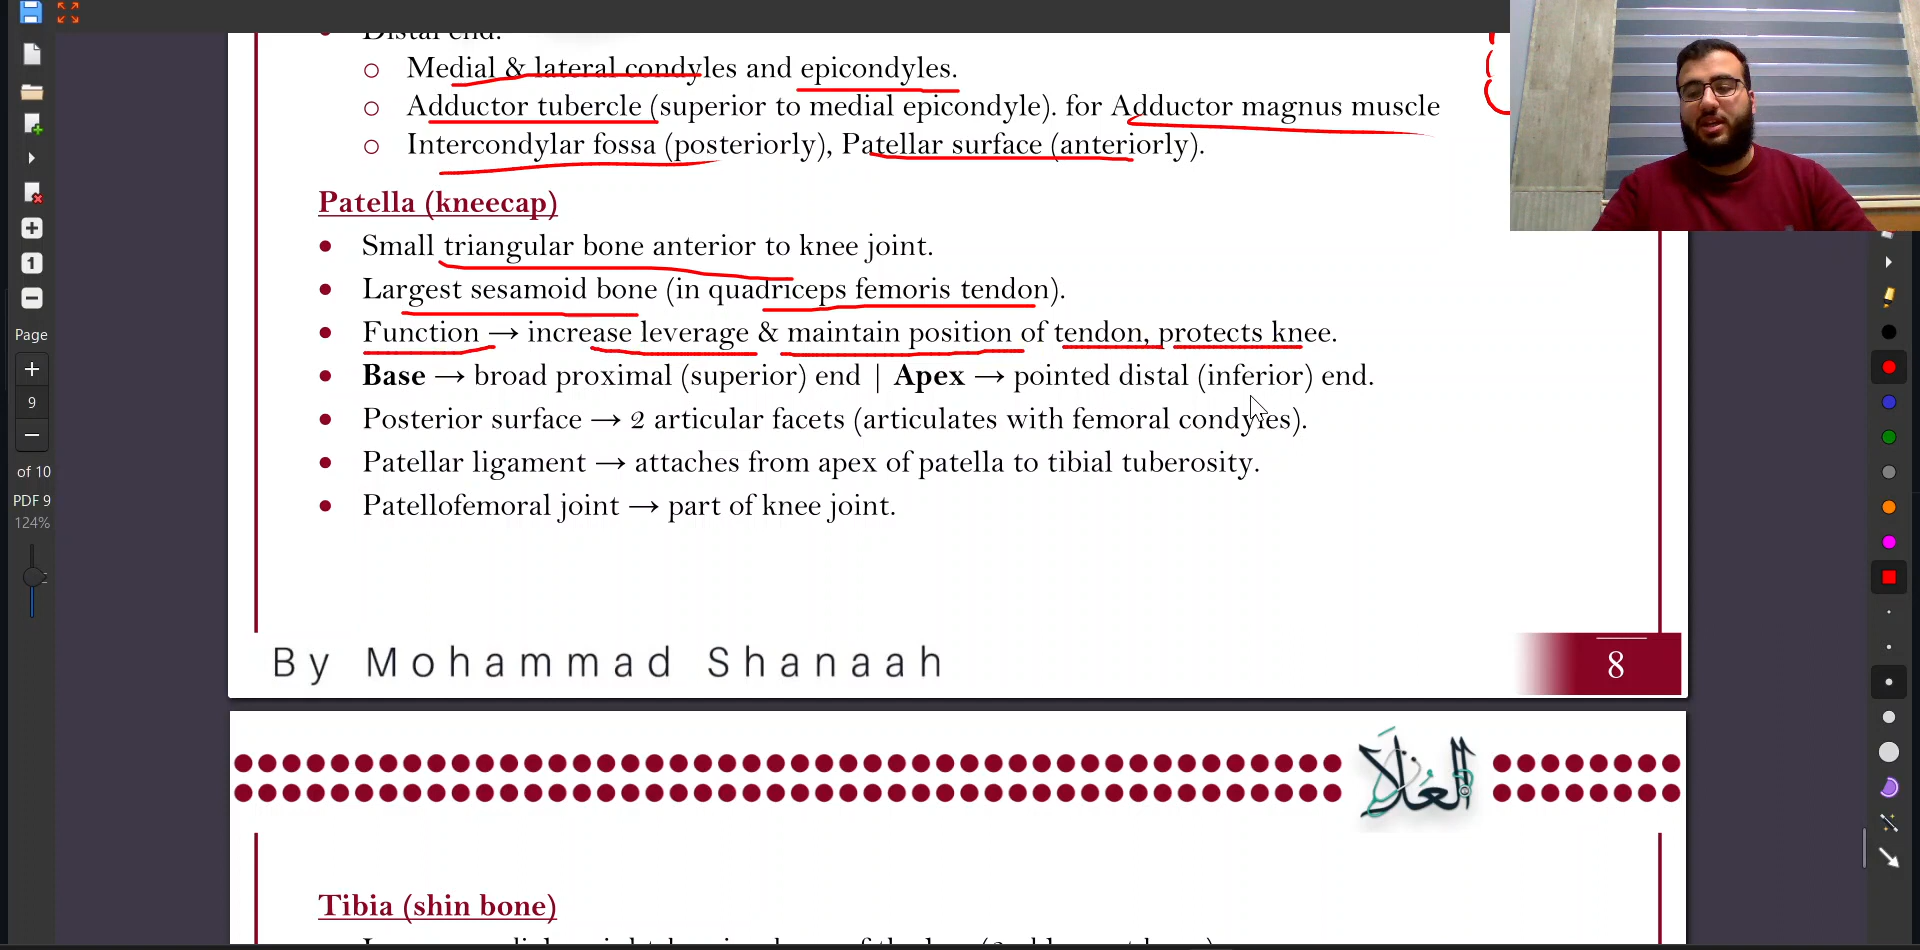 Distal end:
o Medial & lateral condyles and epicondyles.
o Adductor tubercle (superior to medial epicondyle). for Adductor magnus muscle
o Intercondylar fossa (posteriorly), Patellar surface (anteriorly).
Patella (kneecap)
• Small triangular bone anterior to knee joint.
• Largest sesamoid bone (in quadriceps femoris tendon).
• Function → increase leverage & maintain position of tendon, protects knee.
• Base → broad proximal (superior) end | Apex → pointed distal (inferior) end.
• Posterior surface → 2 articular facets (articulates with femoral condyles).
• Patellar ligament → attaches from apex of patella to tibial tuberosity.
• Patellofemoral joint → part of knee joint.
By Mohammad Shanaah
8
العُلا
Tibia (shin bone)
1
Page
9
of 10
PDF 9
124%